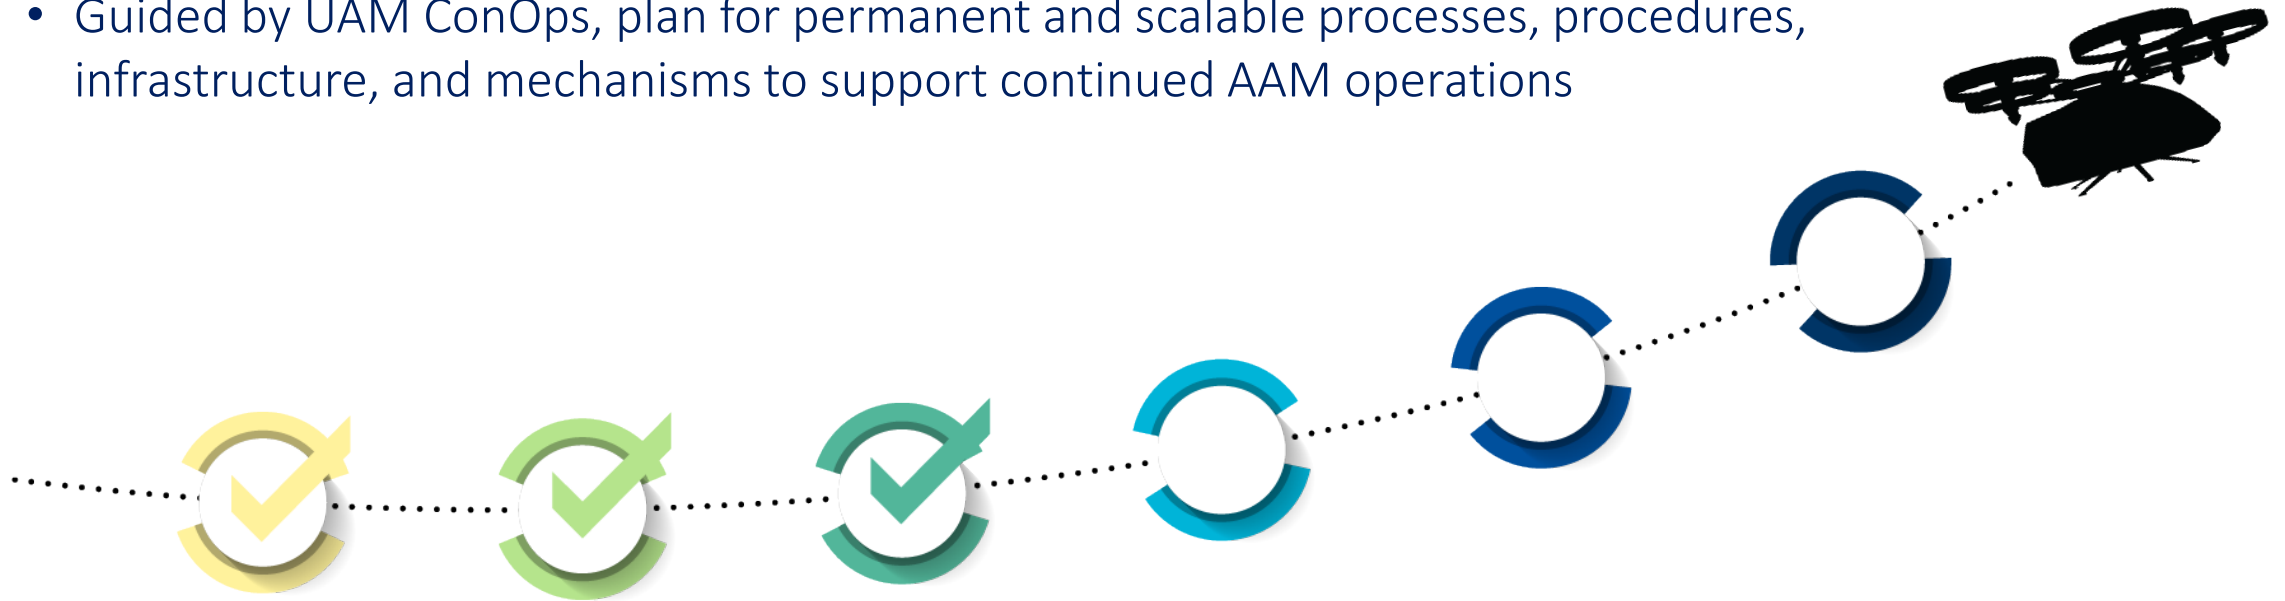 • Guided by UAM ConOps, plan for permanent and scalable processes, procedures,
infrastructure, and mechanisms to support continued AAM operations